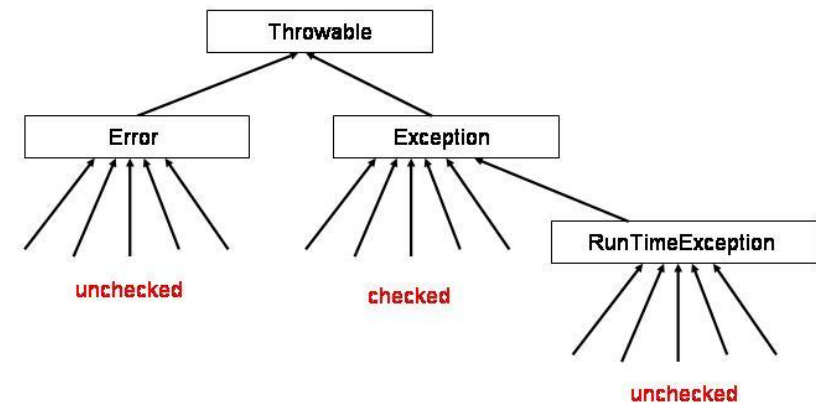 Throwable
Error
Exception
RunTimeException
unchecked
checked
unchecked